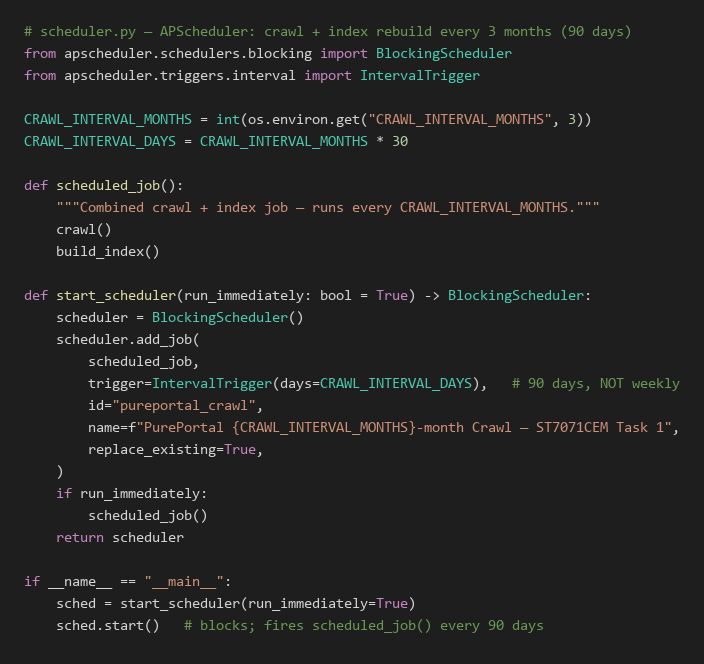 # scheduler.py — APScheduler: crawl + index rebuild every 3 months (90 days)
from apscheduler.schedulers.blocking import BlockingScheduler
from apscheduler.triggers.interval import IntervalTrigger

CRAWL_INTERVAL_MONTHS = int(os.environ.get("CRAWL_INTERVAL_MONTHS", 3))
CRAWL_INTERVAL_DAYS = CRAWL_INTERVAL_MONTHS * 30

def scheduled_job():
    """Combined crawl + index job — runs every CRAWL_INTERVAL_MONTHS."""
    crawl()
    build_index()

def start_scheduler(run_immediately: bool = True) -> BlockingScheduler:
    scheduler = BlockingScheduler()
    scheduler.add_job(
        scheduled_job,
        trigger=IntervalTrigger(days=CRAWL_INTERVAL_DAYS),   # 90 days, NOT weekly
        id="pureportal_crawl",
        name=f"PurePortal {CRAWL_INTERVAL_MONTHS}-month Crawl — ST7071CEM Task 1",
        replace_existing=True,
    )
    if run_immediately:
        scheduled_job()
    return scheduler

if __name__ == "__main__":
    sched = start_scheduler(run_immediately=True)
    sched.start()   # blocks; fires scheduled_job() every 90 days